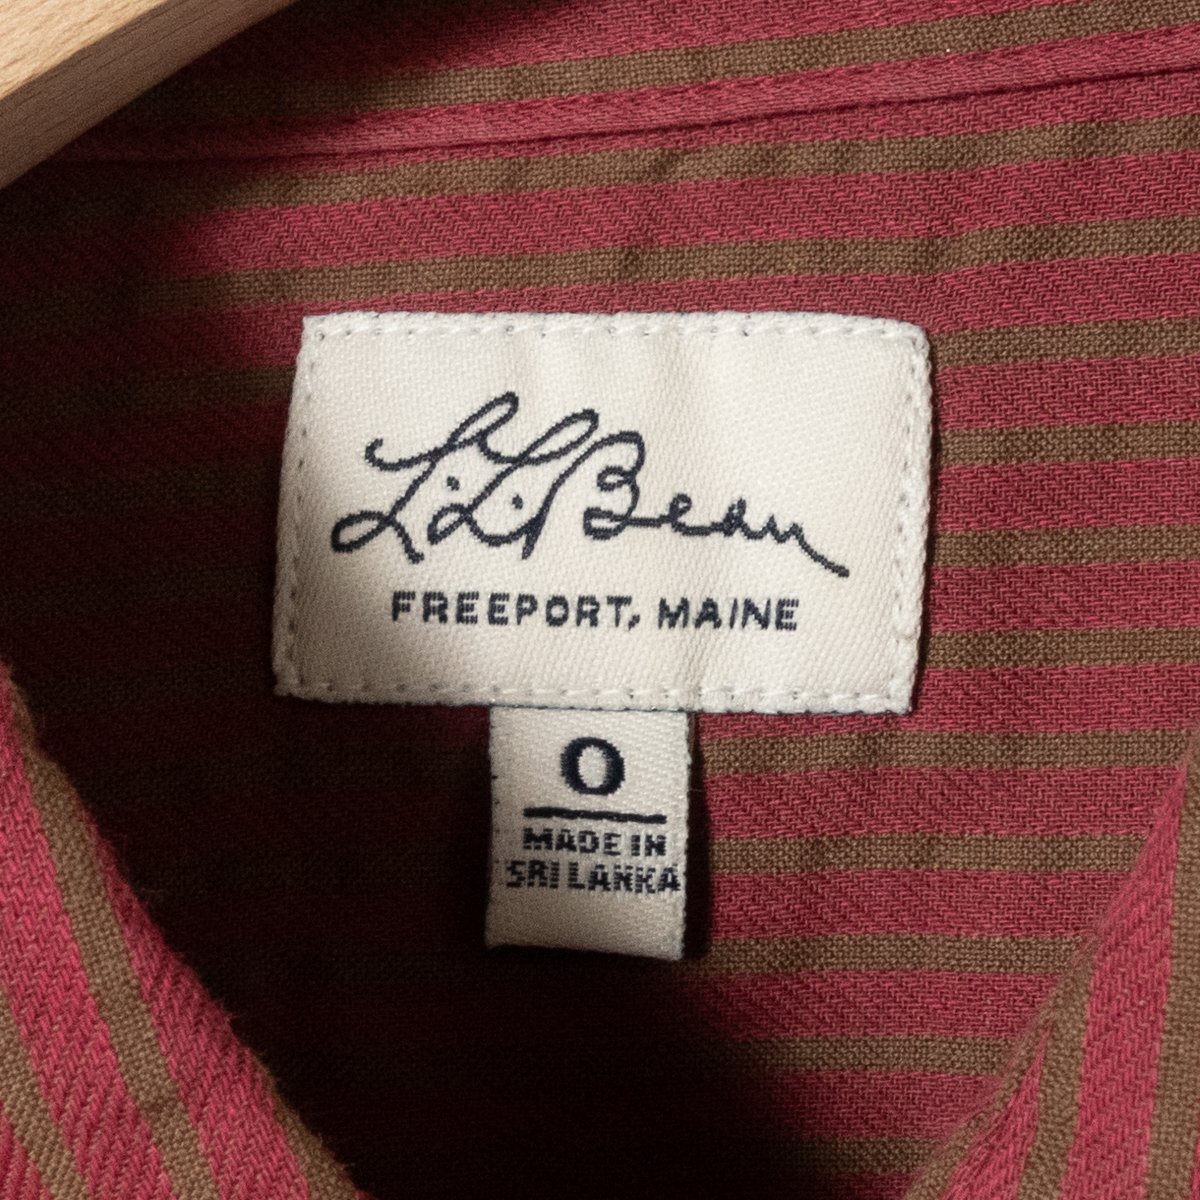 L.L.Bean
FREEPORT, MAINE
0
MADE IN
SRI LANKA